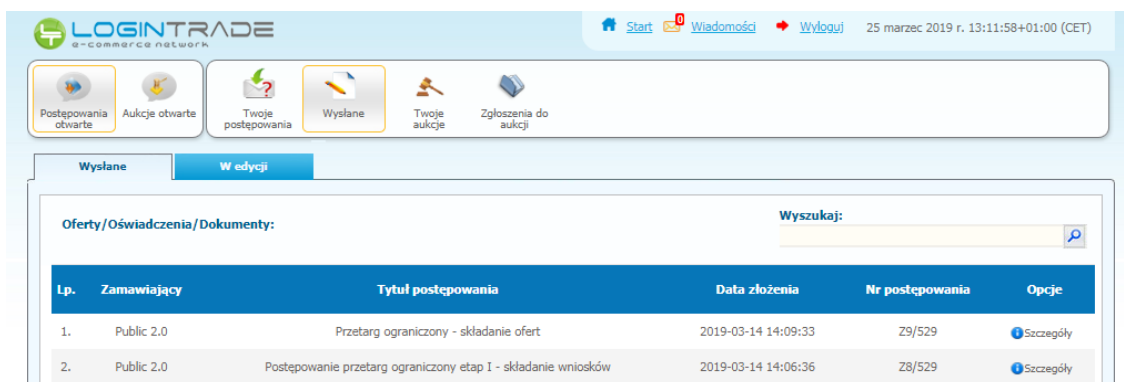 LOGINTRADE
e-commerce network
Start 0 Wiadomości Wyloguj 25 marzec 2019 r. 13:11:58+01:00 (CET)
Postępowania otwarte
Aukcje otwarte
Twoje postępowania
Wysłane
Twoje aukcje
Zgłoszenia do aukcji
Wysłane W edycji
Oferty/Oświadczenia/Dokumenty:
Wyszukaj:
Lp. Zamawiający Tytuł postępowania Data złożenia Nr postępowania Opcje
1. Public 2.0 Przetarg ograniczony - składanie ofert 2019-03-14 14:09:33 Z9/529 Szczegóły
2. Public 2.0 Postępowanie przetarg ograniczony etap I - składanie wniosków 2019-03-14 14:06:36 Z8/529 Szczegóły